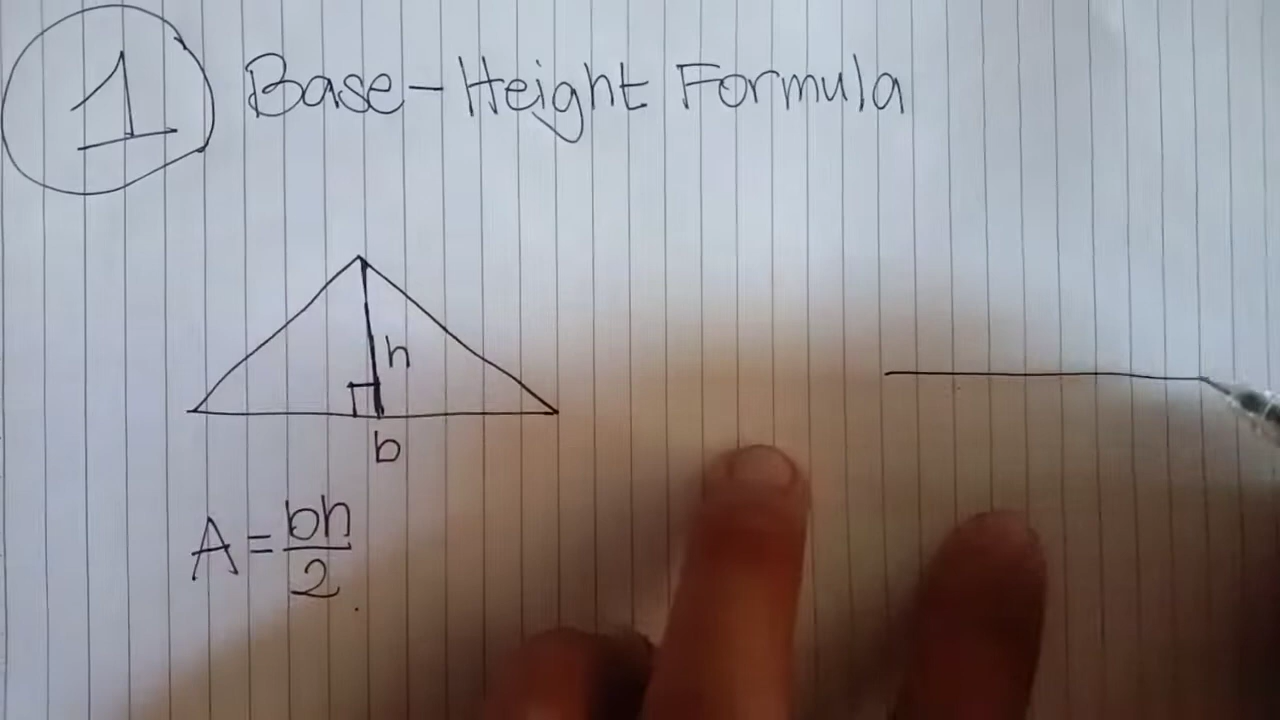 1 Base-Height Formula
h
b
A = bh/2